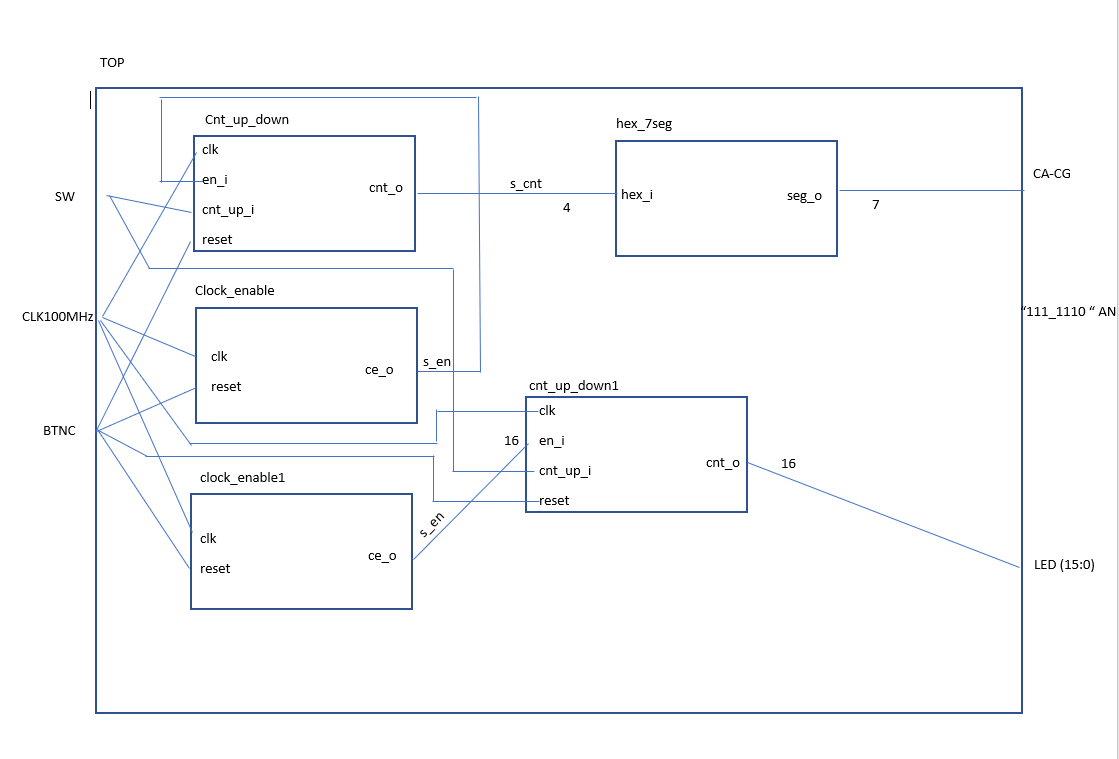 TOP
Cnt_up_down
clk
en_i
cnt_up_i
reset
cnt_o
s_cnt
4
hex_7seg
hex_i
seg_o
7
CA-CG
SW
CLK100MHz
BTNC
Clock_enable
clk
reset
ce_o
s_en
"111_1110 " AN
cnt_up_down1
clk
16
en_i
cnt_up_i
reset
cnt_o
16
clock_enable1
clk
reset
ce_o
s_en
LED (15:0)